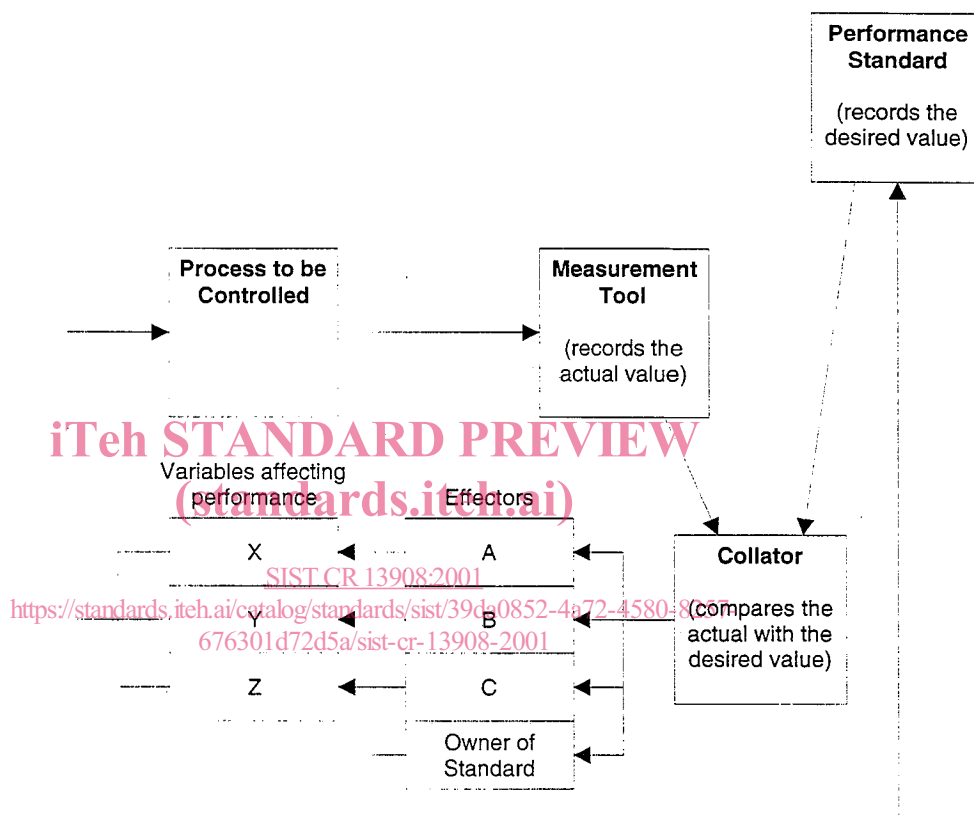 Performance
Standard
(records the
desired value)
Process to be
Controlled
Measurement
Tool
(records the
actual value)
iTeh STANDARD PREVIEW
(standards.iteh.ai)
Variables affecting
performance
Effectors
X
A
Collator
(compares the
actual with the
desired value)
SIST CR 13908:2001
https://standards.iteh.ai/catalog/standards/sist/39da0852-4a72-4580-8257-
676301d72d5a/sist-cr-13908-2001
Y
B
Z
C
Owner of
Standard